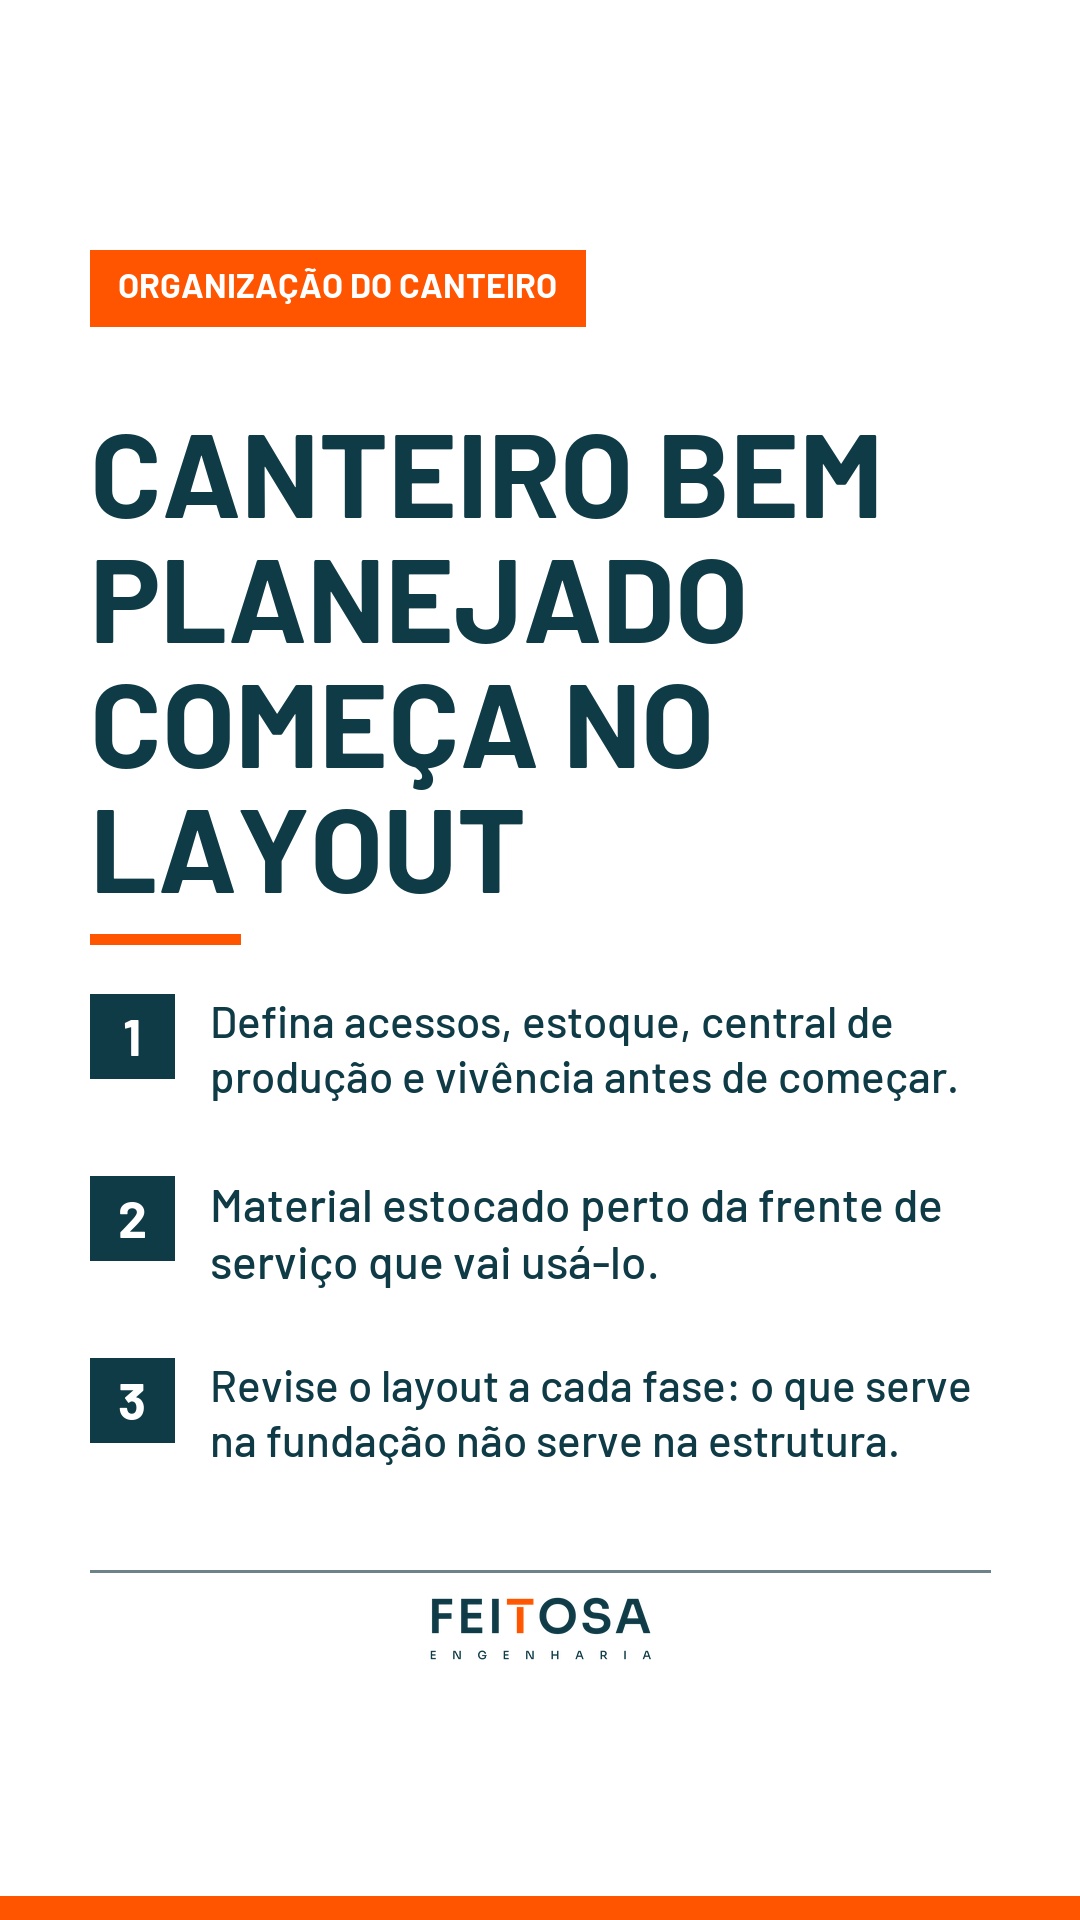 ORGANIZAÇÃO DO CANTEIRO
CANTEIRO BEM
PLANEJADO
COMEÇA NO
LAYOUT
1 Defina acessos, estoque, central de
produção e vivência antes de começar.
2 Material estocado perto da frente de
serviço que vai usá-lo.
3 Revise o layout a cada fase: o que serve
na fundação não serve na estrutura.
FEITOSA
ENGENHARIA